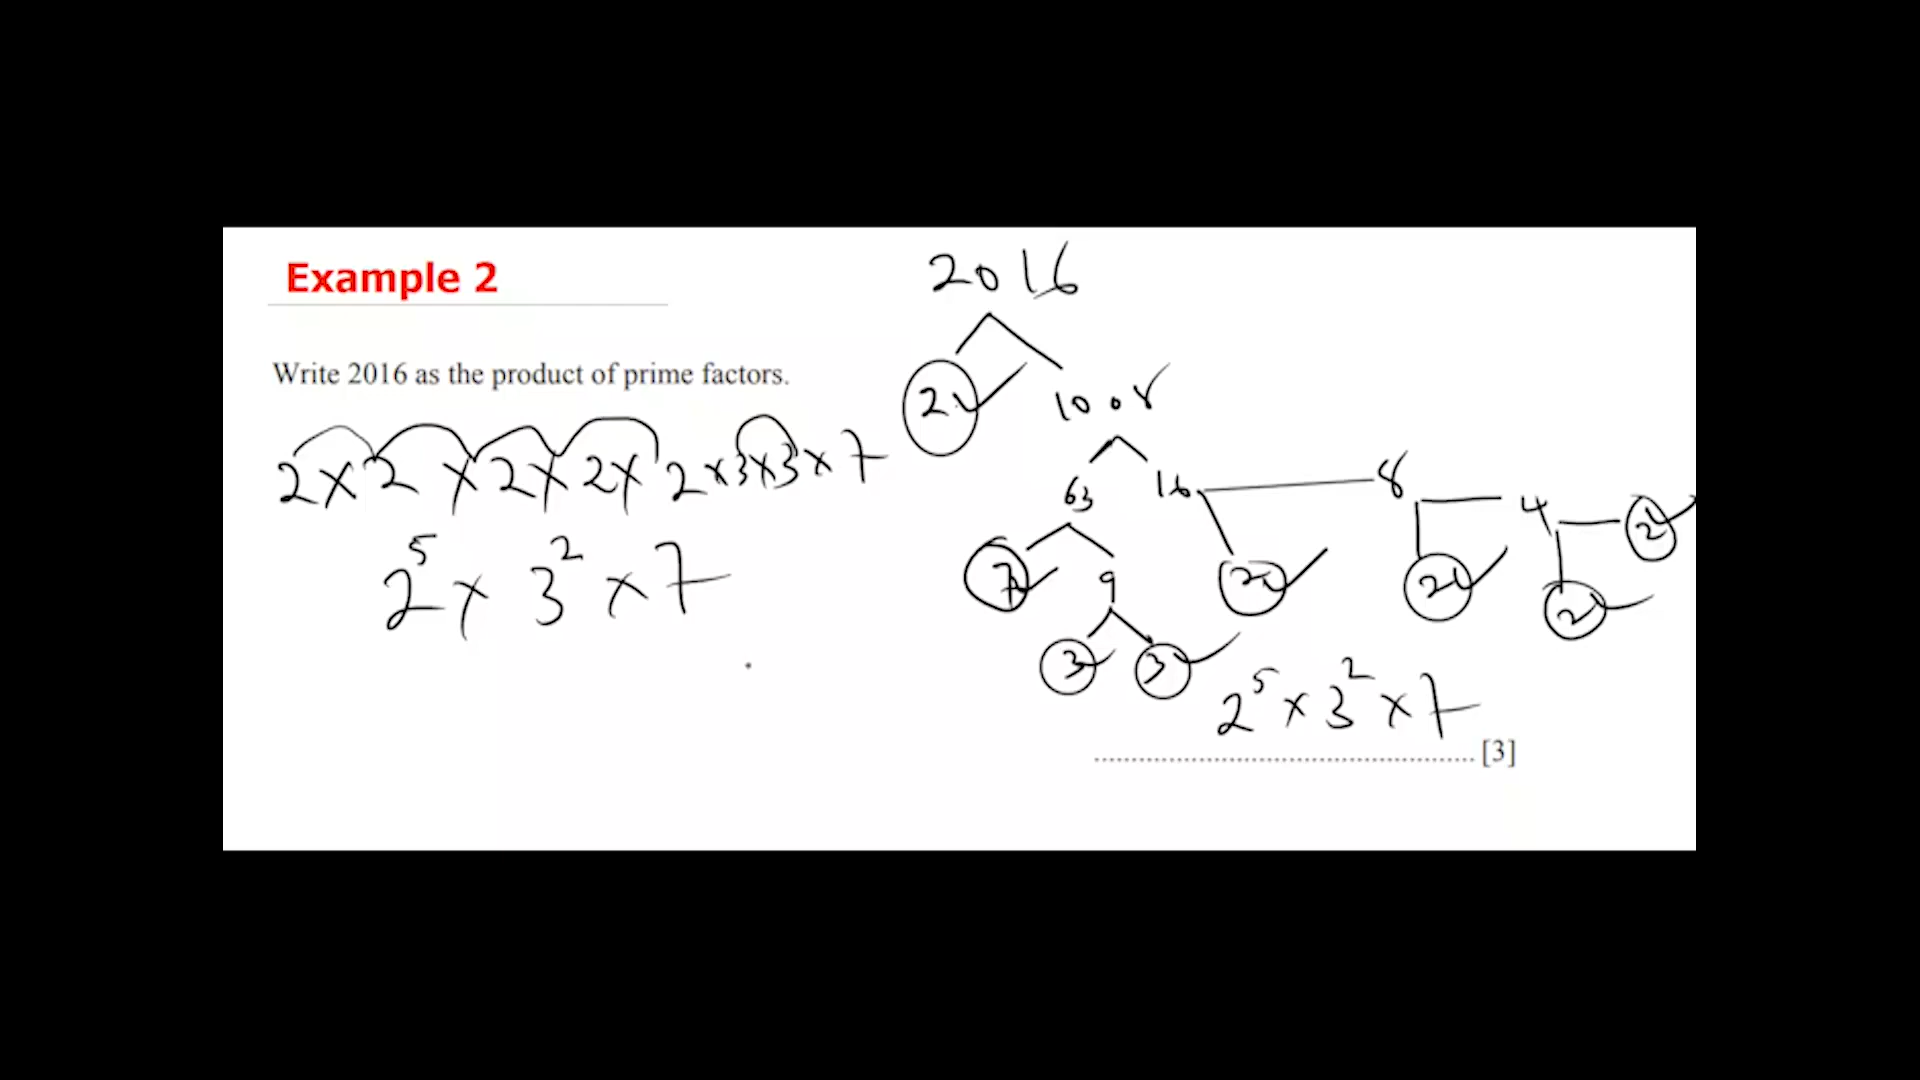 Example 2
Write 2016 as the product of prime factors.
2 × 2 × 2 × 2 × 2 × 3 × 3 × 7
2⁵ × 3² × 7
2016
2 1008
63 16 8 4 2
7 9 2 2 2
3 3
2⁵ × 3² × 7
[3]